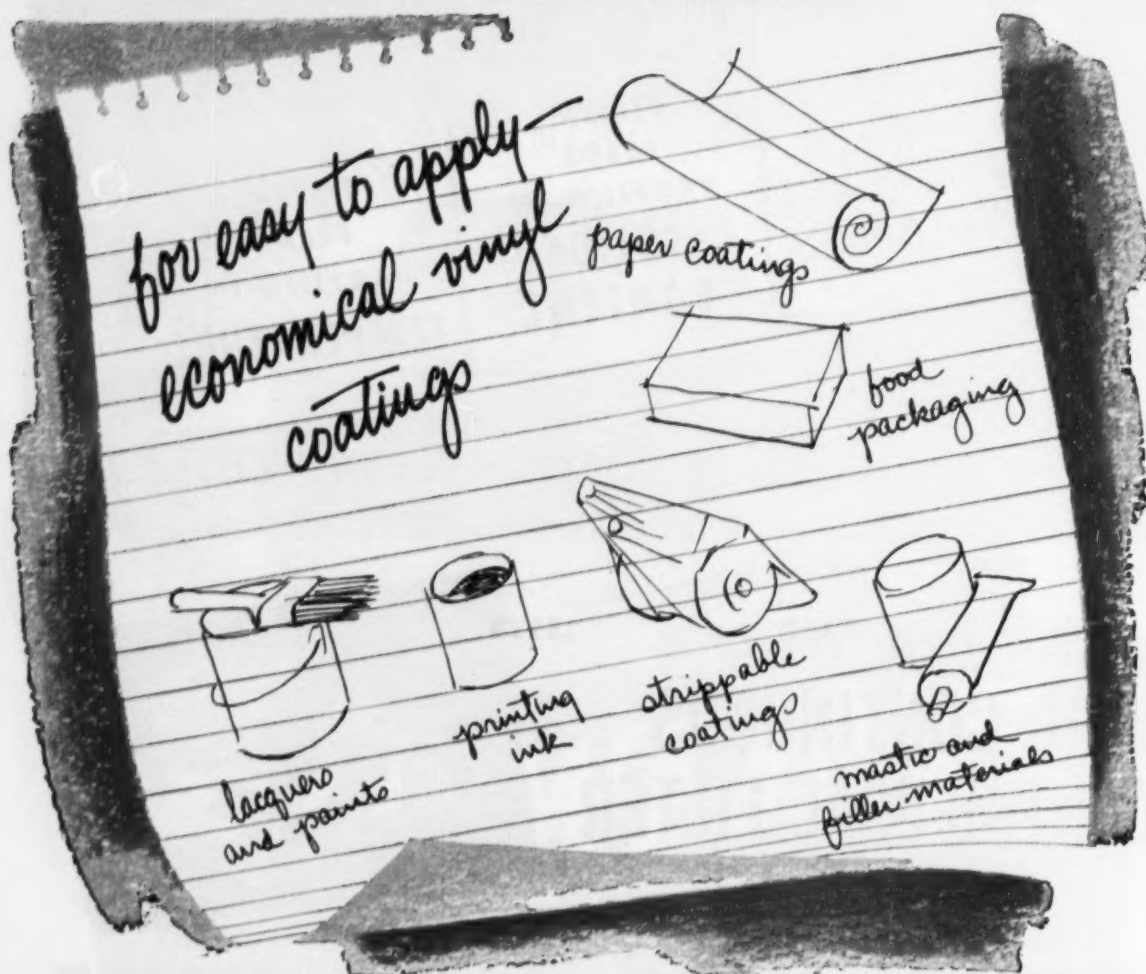 for easy to apply—
economical vinyl
coatings
paper coatings
food
packaging
lacquers
and paints
printing
ink
strippable
coatings
mastic and
filler materials